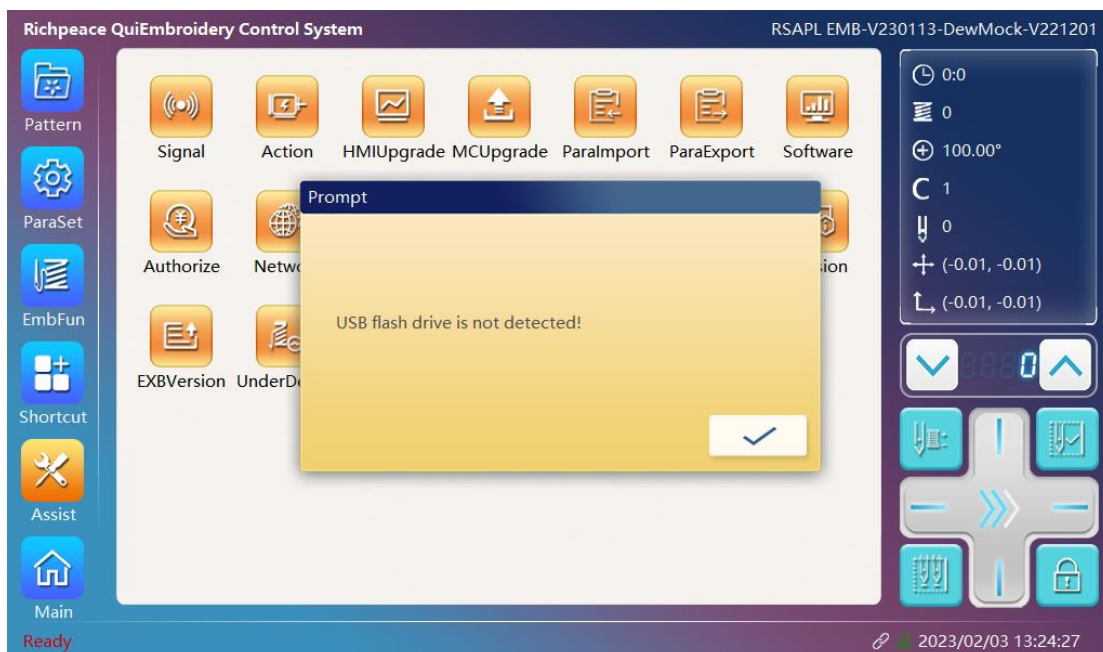 Richpeace QuiEmbroidery Control System
RSAPL EMB-V230113-DewMock-V221201
Pattern
ParaSet
EmbFun
Shortcut
Assist
Main
Signal Action HMIUpgrade MCUpgrade ParaImport ParaExport Software
Authorize
EXBVersion
Prompt
USB flash drive is not detected!
0:0
0
100.00°
C 1
0
(-0.01, -0.01)
(-0.01, -0.01)
0
Ready
2023/02/03 13:24:27